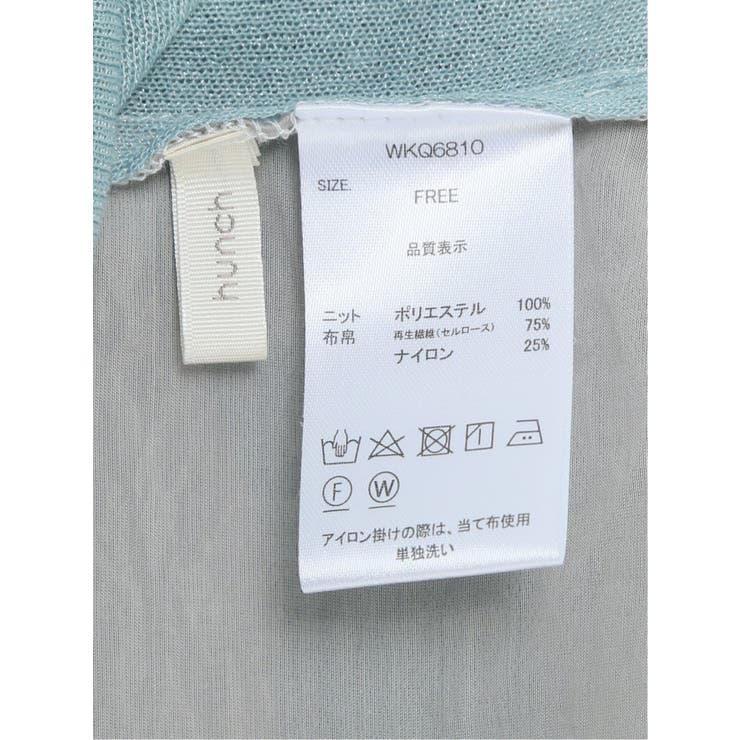 hunch
WKQ6810
SIZE. FREE
品質表示
ニット ポリエステル 100%
布帛 再生繊維(セルロース) 75%
ナイロン 25%
F W
アイロン掛けの際は、当て布使用
単独洗い